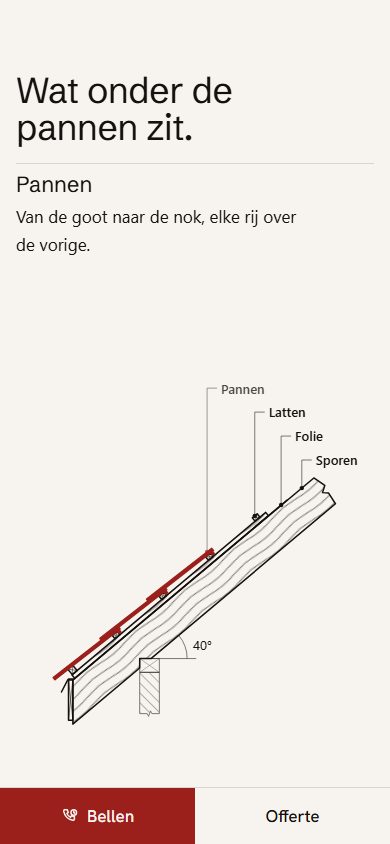 Wat onder de
pannen zit.
Pannen
Van de goot naar de nok, elke rij over
de vorige.
Pannen
Latten
Folie
Sporen
40°
Bellen
Offerte